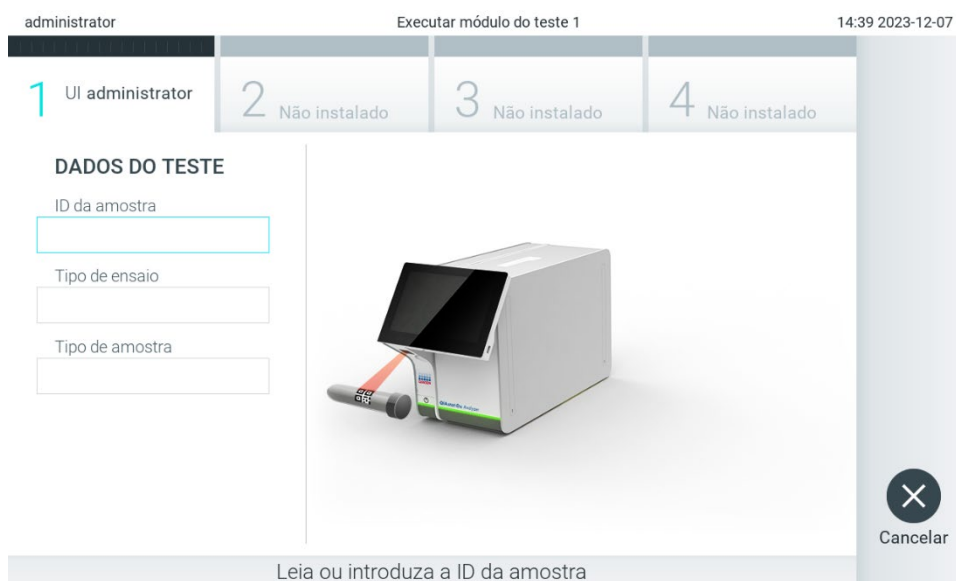 administrator
Executar módulo do teste 1
14:39 2023-12-07
1 UI administrator
2 Não instalado
3 Não instalado
4 Não instalado
DADOS DO TESTE
ID da amostra
Tipo de ensaio
Tipo de amostra
Cancelar
Leia ou introduza a ID da amostra